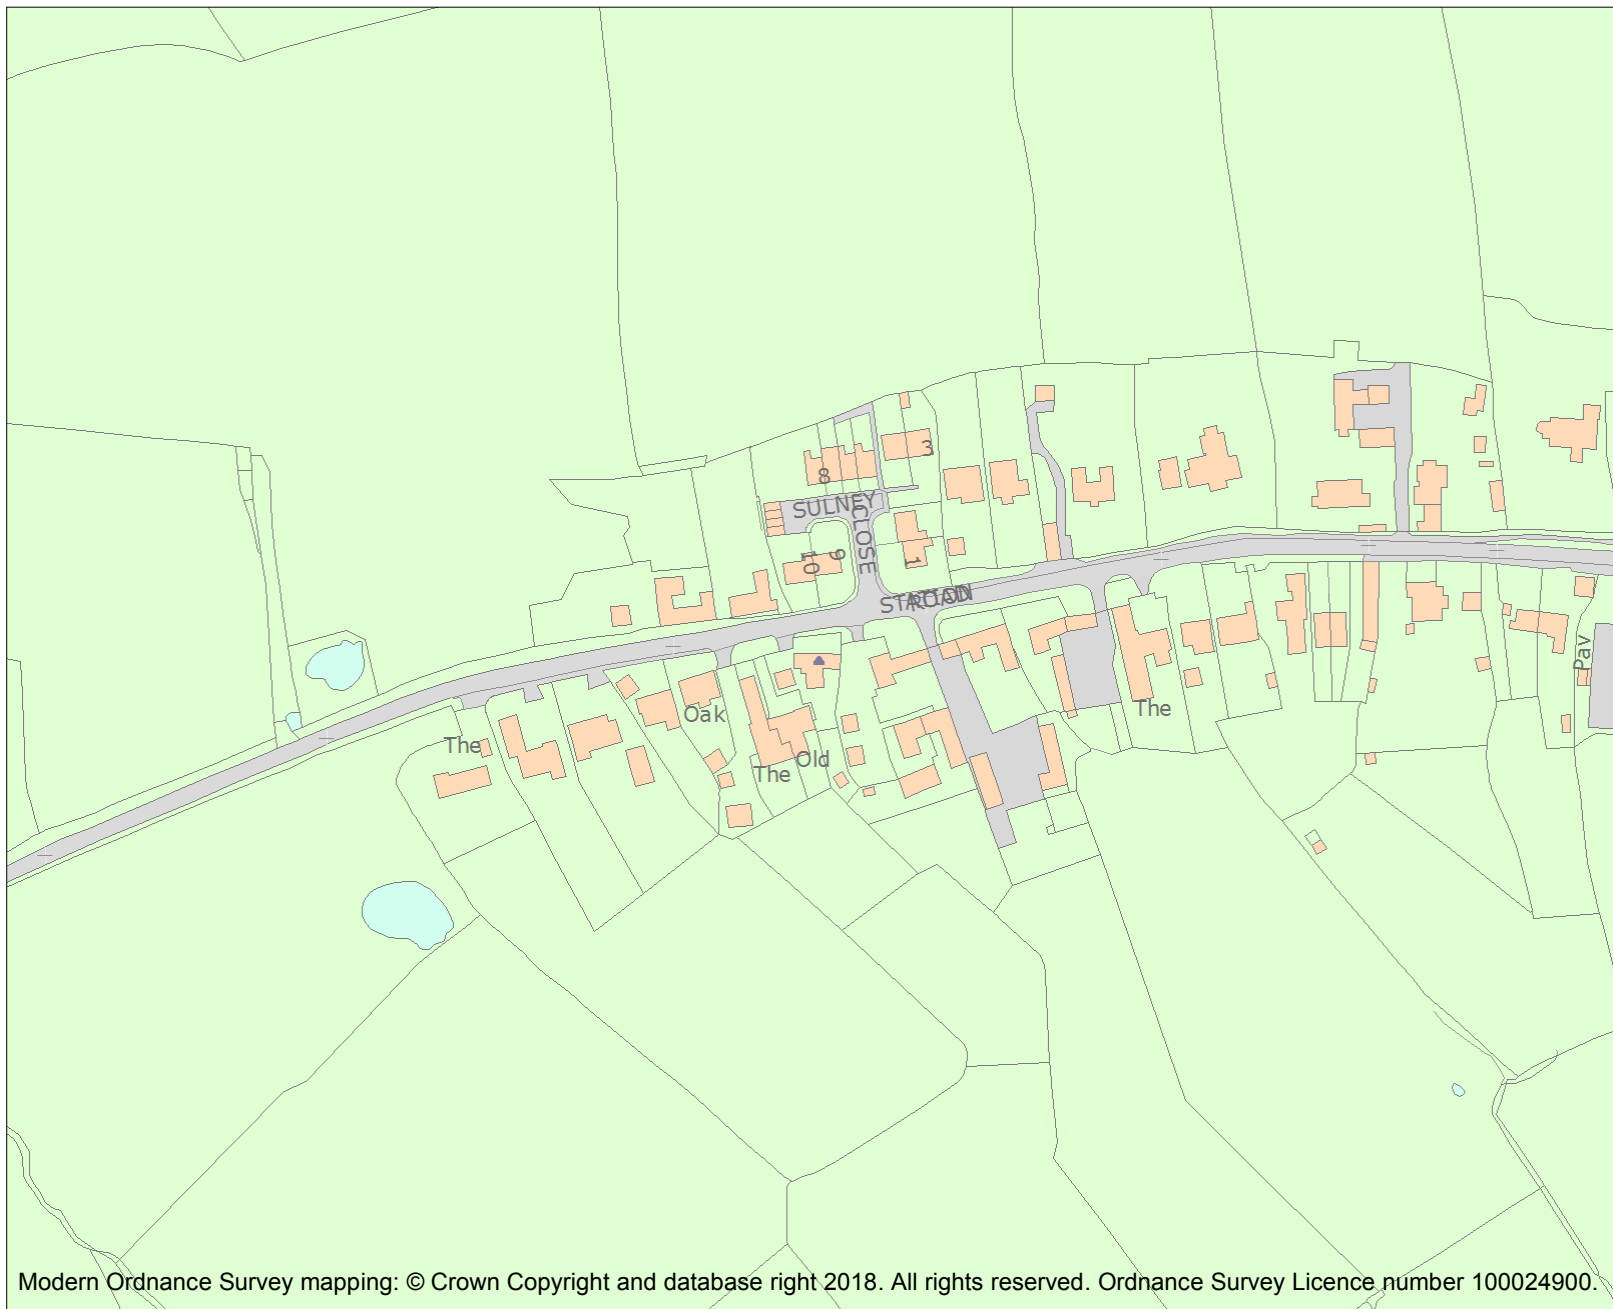 3
8
SULNEY
CLOSE
10
9
1
STATION
ROAD
Pav
Oak
The
The
Old
The
Modern Ordnance Survey mapping: © Crown Copyright and database right 2018. All rights reserved. Ordnance Survey Licence number 100024900.